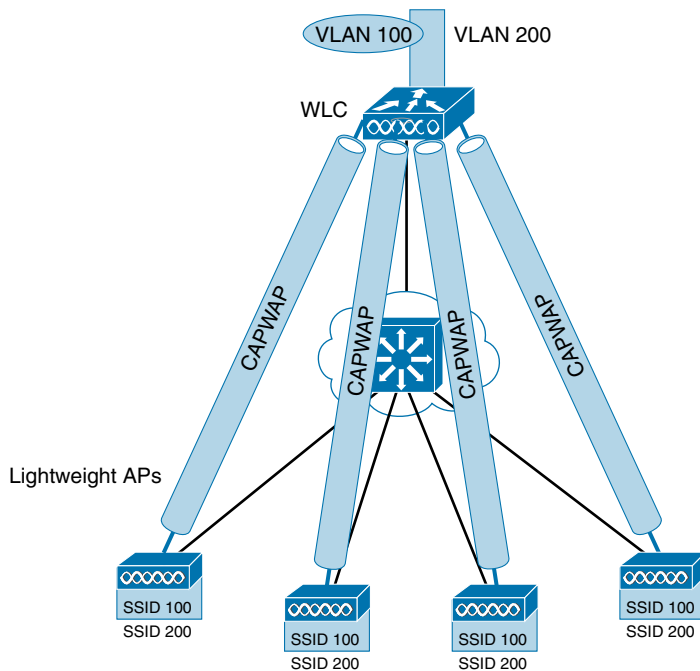 VLAN 100
VLAN 200
WLC
CAPWAP
CAPWAP
CAPWAP
CAPWAP
Lightweight APs
SSID 100
SSID 200
SSID 100
SSID 200
SSID 100
SSID 200
SSID 100
SSID 200